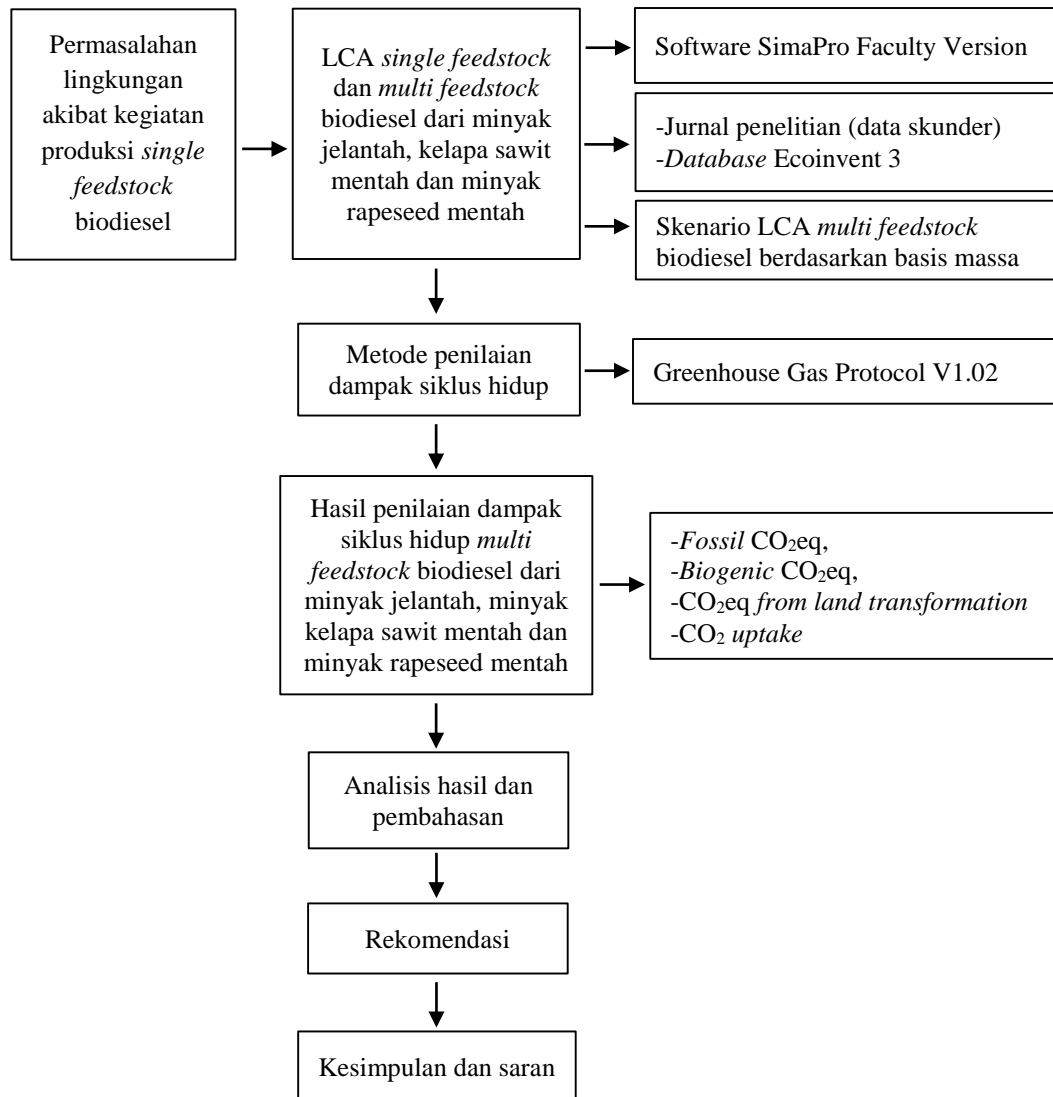 Permasalahan
lingkungan
akibat kegiatan
produksi single
feedstock
biodiesel
LCA single feedstock
dan multi feedstock
biodiesel dari minyak
jelantah, kelapa sawit
mentah dan minyak
rapeseed mentah
Software SimaPro Faculty Version
-Jurnal penelitian (data skunder)
-Database Ecoinvent 3
Skenario LCA multi feedstock
biodiesel berdasarkan basis massa
Metode penilaian
dampak siklus hidup
Greenhouse Gas Protocol V1.02
Hasil penilaian dampak
siklus hidup multi
feedstock biodiesel dari
minyak jelantah, minyak
kelapa sawit mentah dan
minyak rapeseed mentah
-Fossil CO₂eq,
-Biogenic CO₂eq,
-CO₂eq from land transformation
-CO₂ uptake
Analisis hasil dan
pembahasan
Rekomendasi
Kesimpulan dan saran